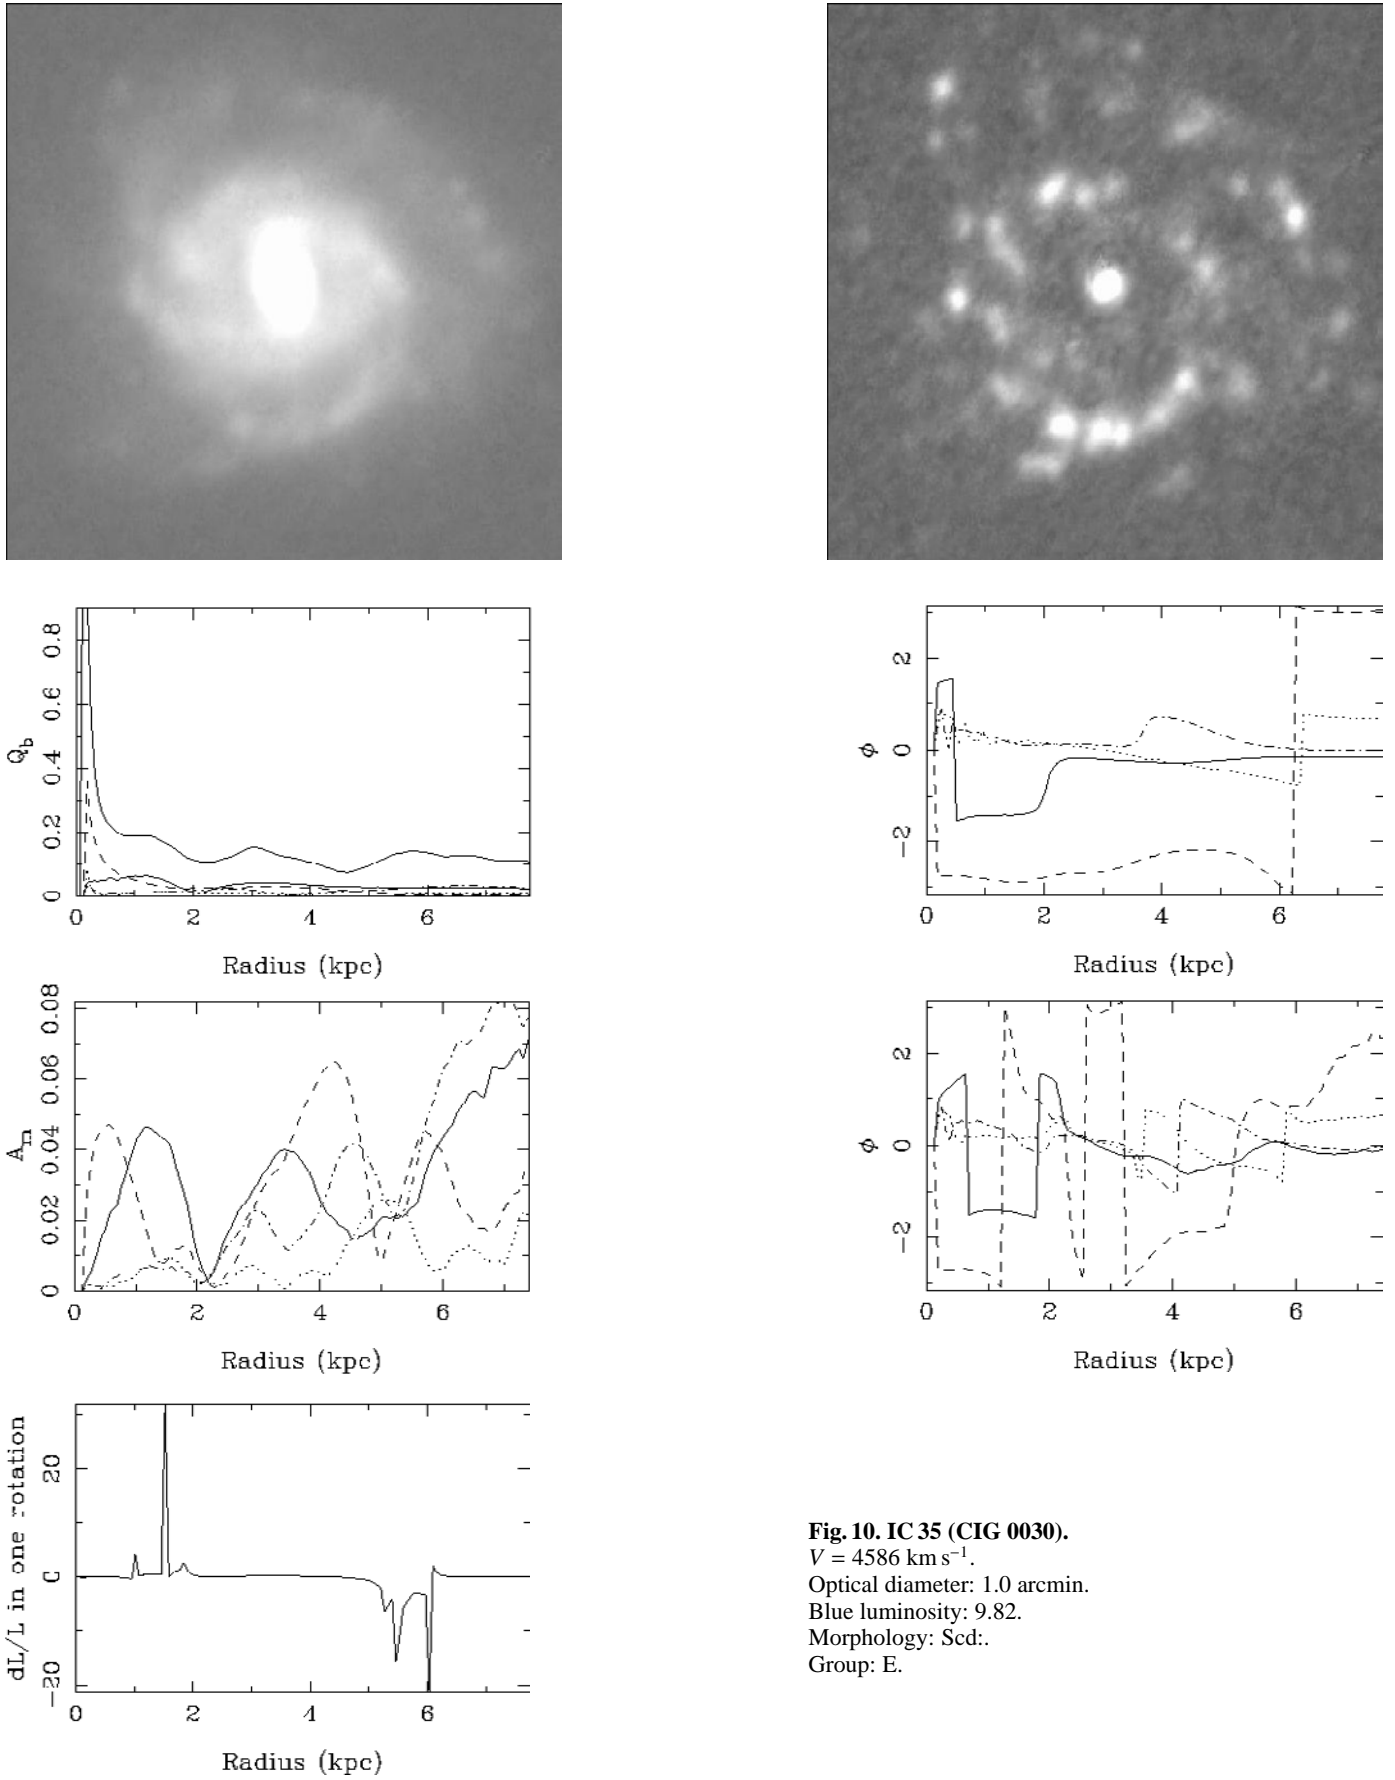 0 0.2 0.4 0.6 0.8
Q_b
0 2 4 6
Radius (kpc)
−2 0 2
ϕ
0 2 4 6
Radius (kpc)
0 0.02 0.04 0.06 0.08
A_m
0 2 4 6
Radius (kpc)
−2 0 2
ϕ
0 2 4 6
Radius (kpc)
−20 0 20
dL/L in one rotation
0 2 4 6
Radius (kpc)
Fig. 10. IC 35 (CIG 0030).
V = 4586 km s⁻¹.
Optical diameter: 1.0 arcmin.
Blue luminosity: 9.82.
Morphology: Scd:.
Group: E.